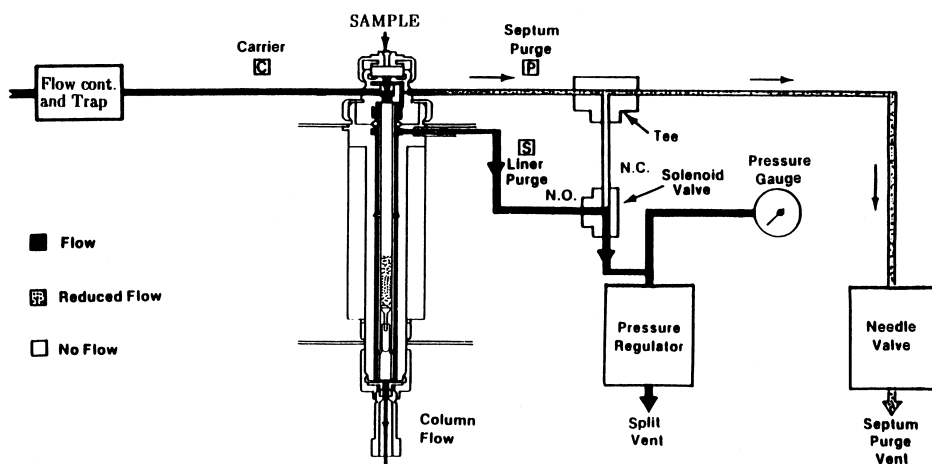 SAMPLE
Carrier
C
Septum
Purge
P
Flow cont.
and Trap
Tee
S
Liner
Purge
N.O.
N.C.
Solenoid
Valve
Pressure
Gauge
Flow
Reduced Flow
No Flow
Pressure
Regulator
Needle
Valve
Column
Flow
Split
Vent
Septum
Purge
Vent